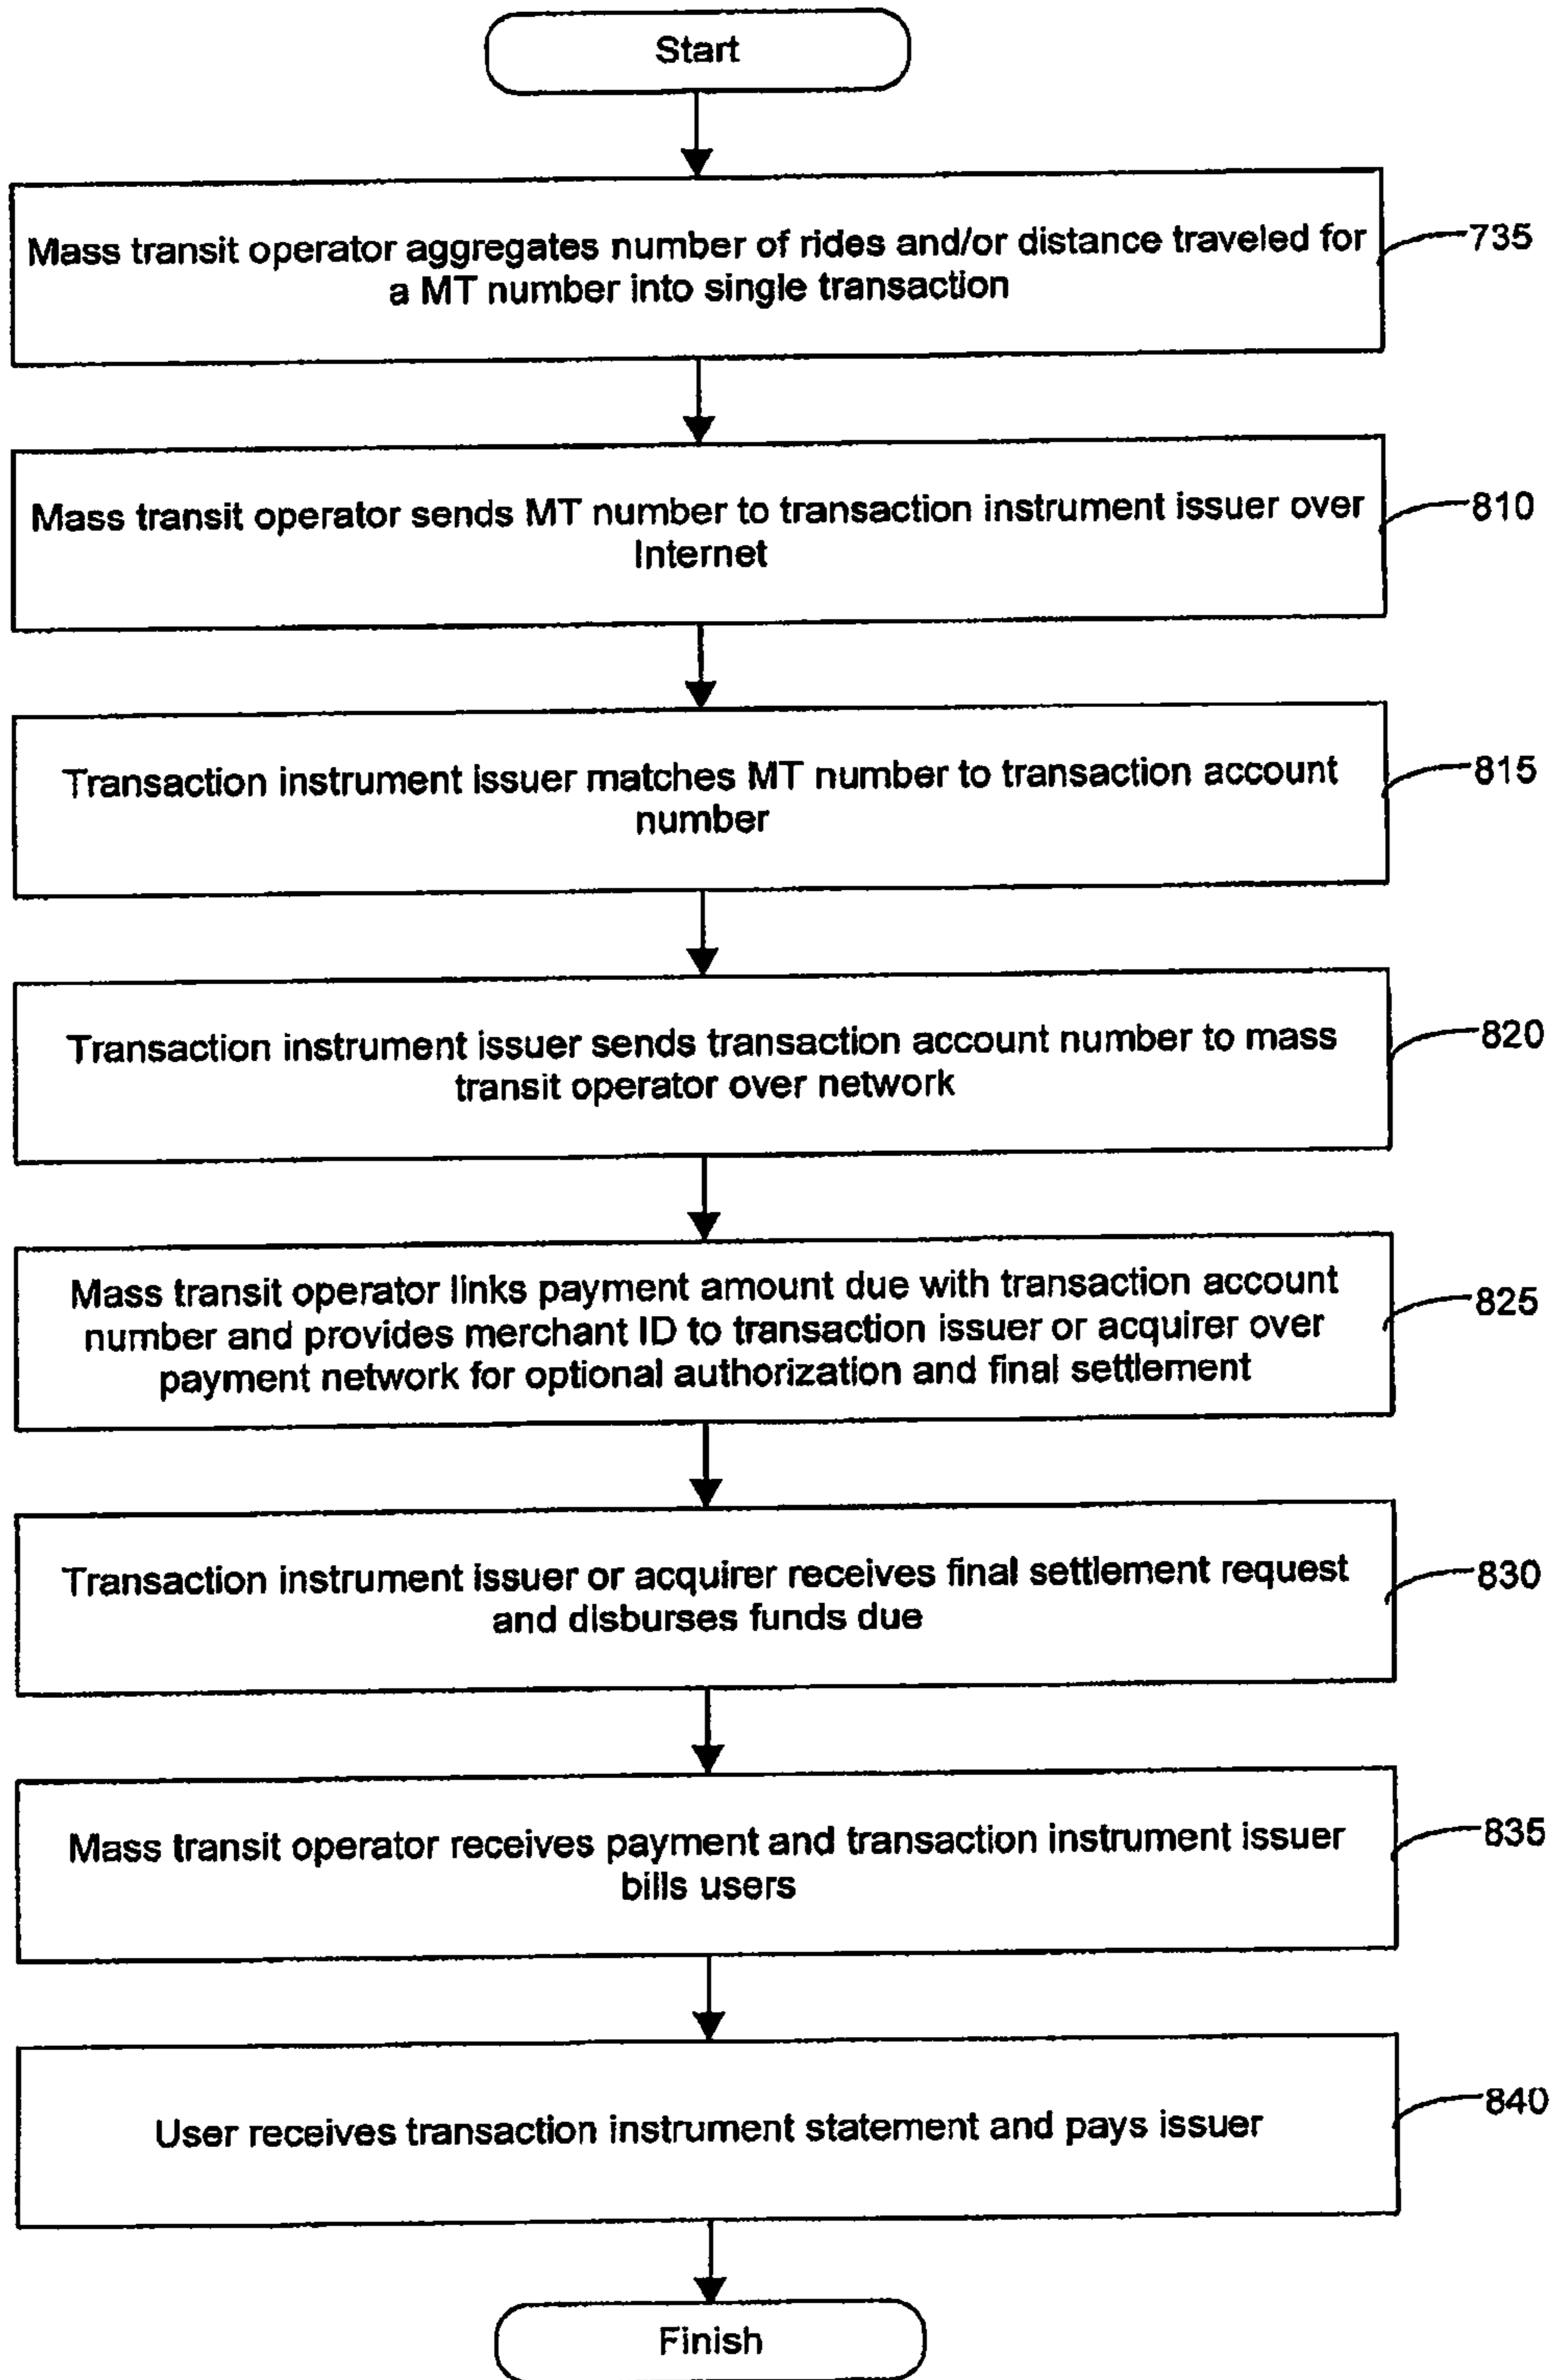 Start
Mass transit operator aggregates number of rides and/or distance traveled for
a MT number into single transaction
735
Mass transit operator sends MT number to transaction instrument issuer over
Internet
810
Transaction instrument issuer matches MT number to transaction account
number
815
Transaction instrument issuer sends transaction account number to mass
transit operator over network
820
Mass transit operator links payment amount due with transaction account
number and provides merchant ID to transaction issuer or acquirer over
payment network for optional authorization and final settlement
825
Transaction instrument issuer or acquirer receives final settlement request
and disburses funds due
830
Mass transit operator receives payment and transaction instrument issuer
bills users
835
User receives transaction instrument statement and pays issuer
840
Finish